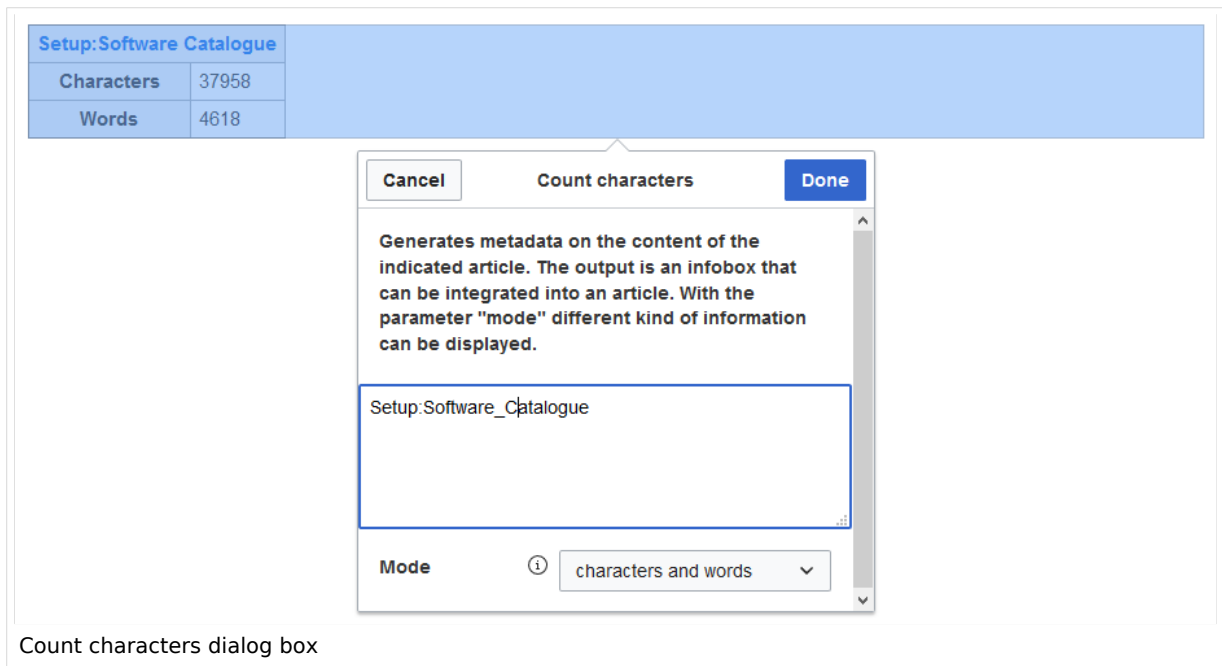 Setup:Software Catalogue
Characters 37958
Words 4618
Cancel Count characters Done
Generates metadata on the content of the
indicated article. The output is an infobox that
can be integrated into an article. With the
parameter "mode" different kind of information
can be displayed.
Setup:Software_Catalogue
Mode characters and words
Count characters dialog box